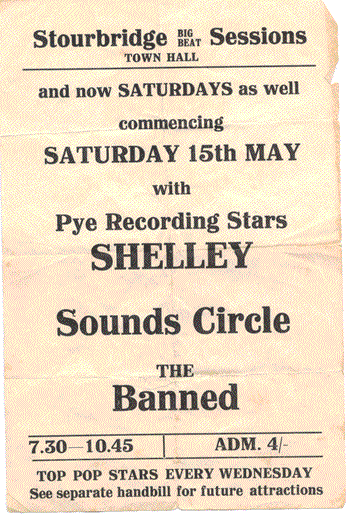 Stourbridge BIG BEAT Sessions
TOWN HALL
and now SATURDAYS as well
commencing
SATURDAY 15th MAY
with
Pye Recording Stars
SHELLEY
Sounds Circle
THE
Banned
7.30—10.45 ADM. 4/-
TOP POP STARS EVERY WEDNESDAY
See separate handbill for future attractions